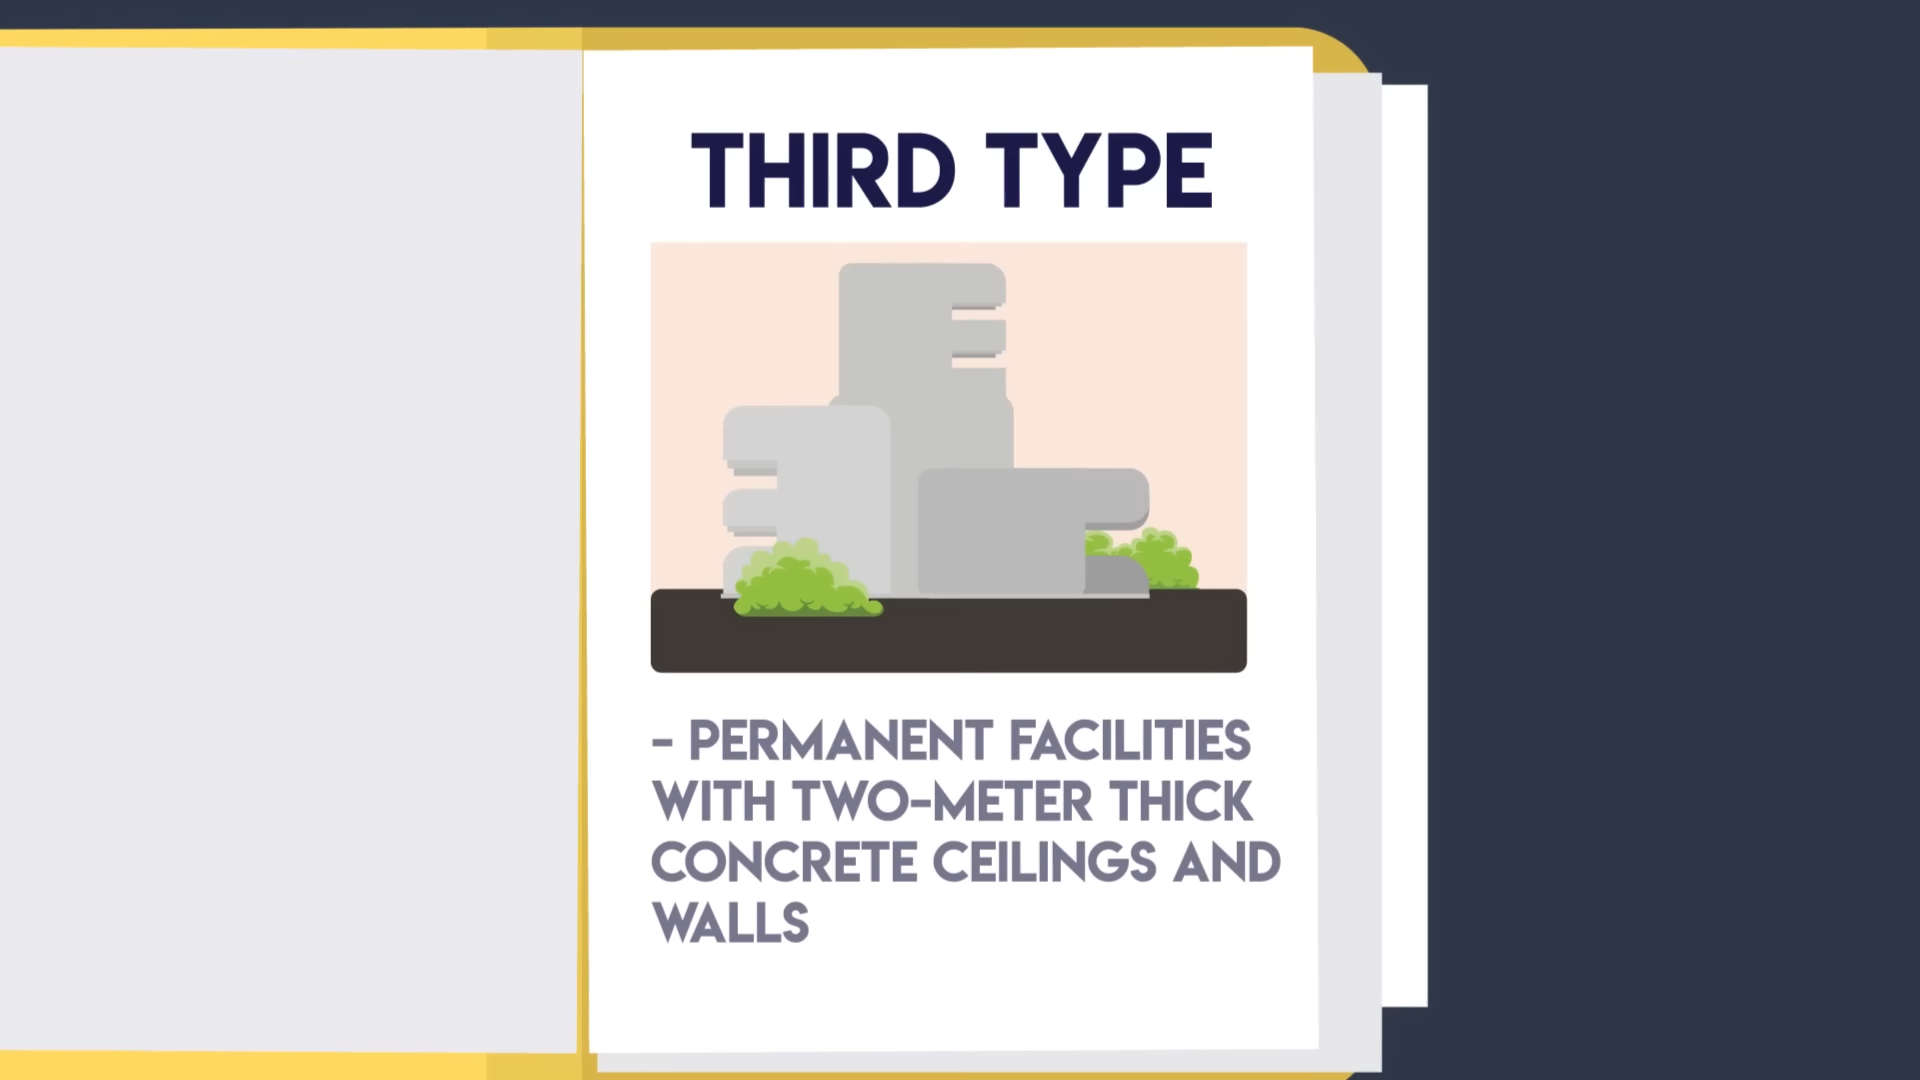 THIRD TYPE
- PERMANENT FACILITIES
WITH TWO-METER THICK
CONCRETE CEILINGS AND
WALLS